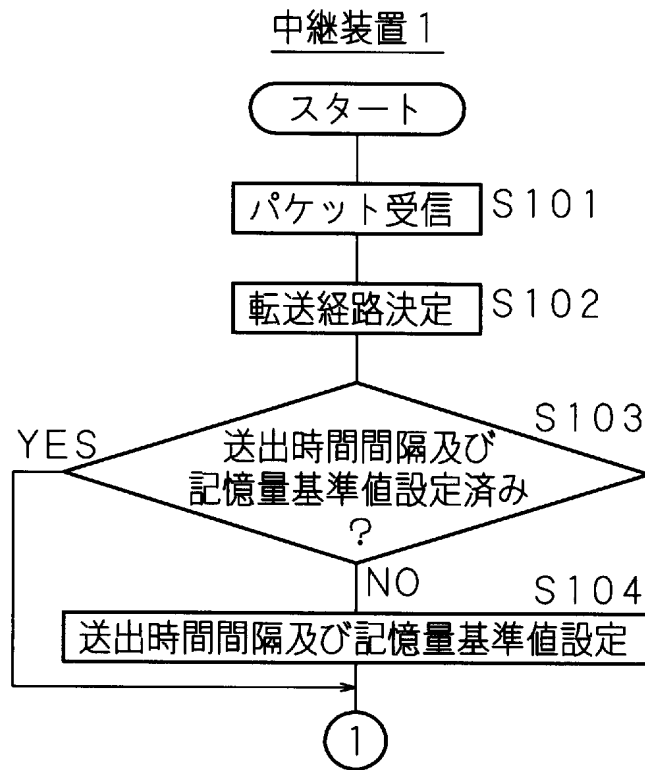 中継装置1
スタート
パケット受信 S101
転送経路決定 S102
S103
YES
送出時間間隔及び
記憶量基準値設定済み
?
NO
S104
送出時間間隔及び記憶量基準値設定
1